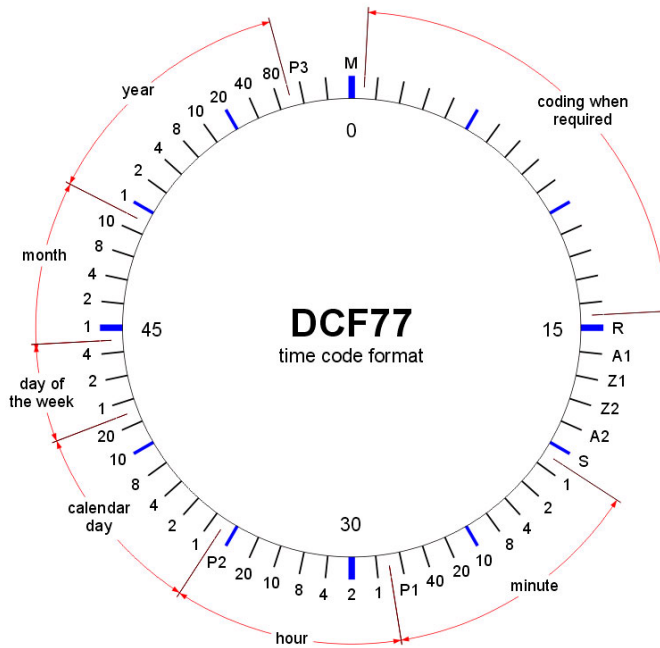 M
0
coding when
required
15
R
A1
Z1
Z2
A2
S
1
2
4
8
10
20
40
P1
minute
30
1
2
4
8
10
20
P2
hour
1
2
4
8
10
20
calendar
day
1
2
4
day of
the week
45
1
2
4
8
10
month
1
2
4
8
10
20
40
80
P3
year
DCF77
time code format